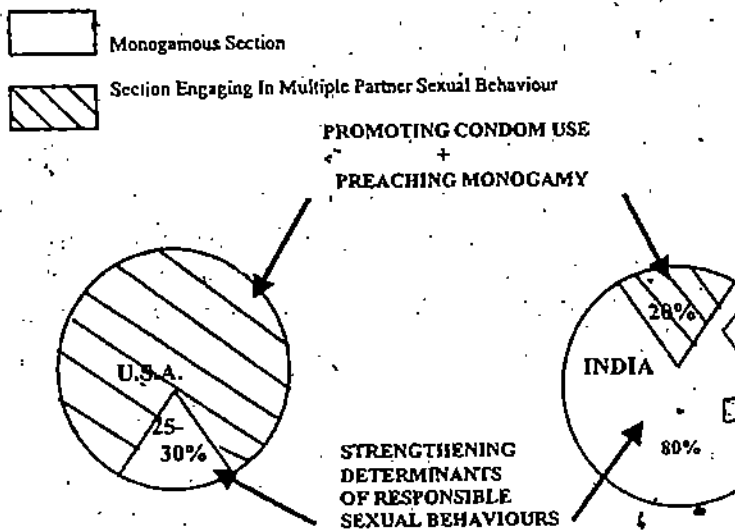 Monogamous Section
Section Engaging In Multiple Partner Sexual Behaviour
PROMOTING CONDOM USE
+
PREACHING MONOGAMY
U.S.A.
25-
30%
20%
INDIA
80%
STRENGTHENING
DETERMINANTS
OF RESPONSIBLE
SEXUAL BEHAVIOURS